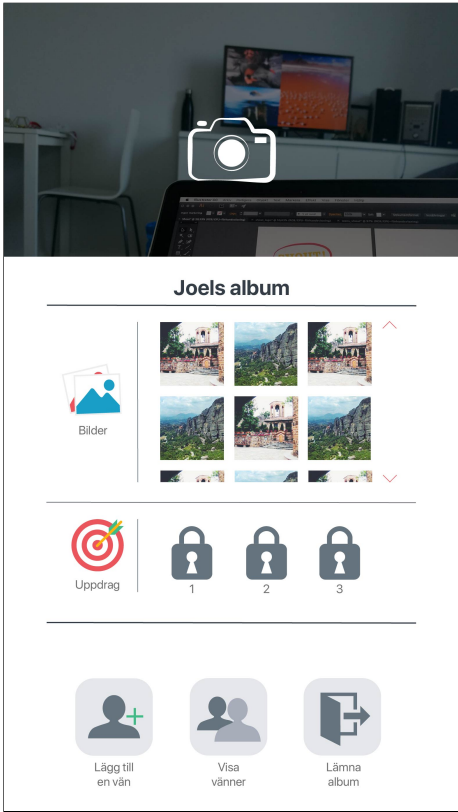 Joels album
Bilder
Uppdrag
1
2
3
Lägg till
en vän
Visa
vänner
Lämna
album